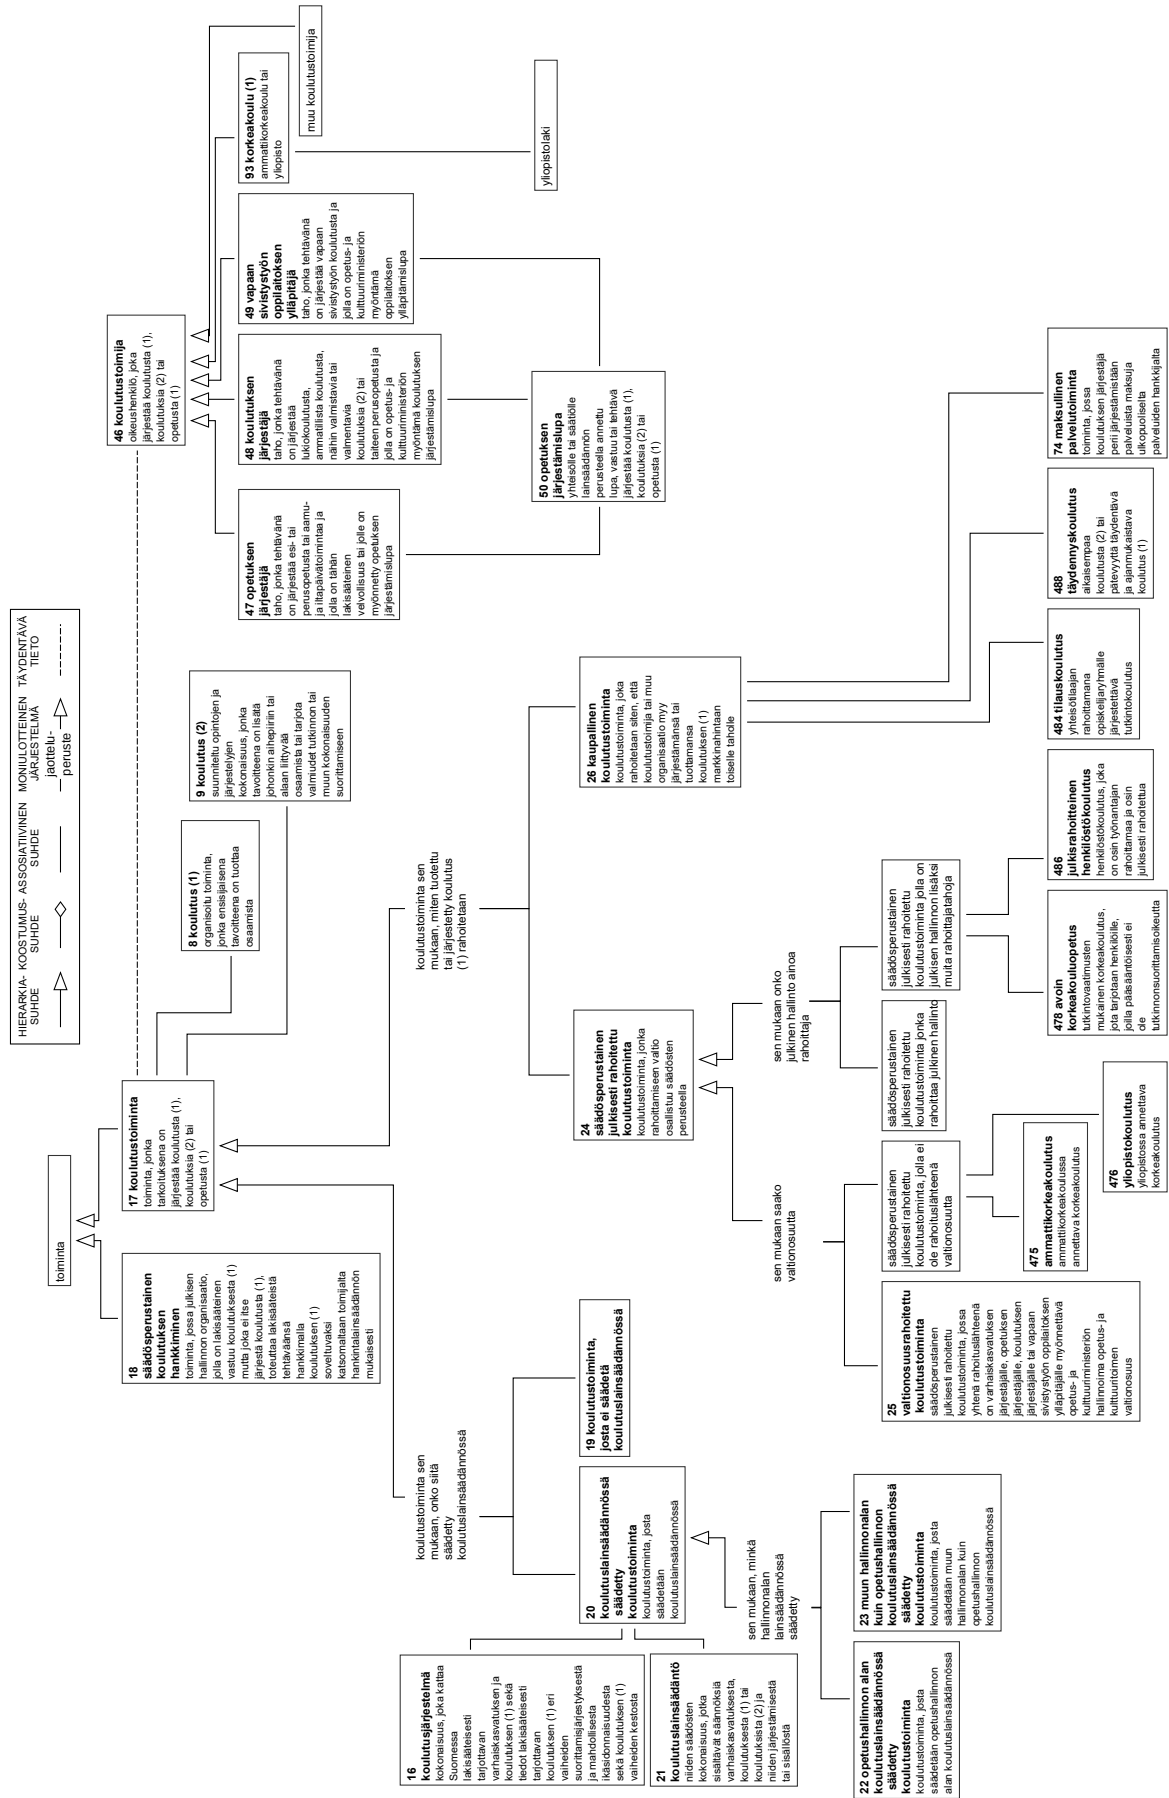 HIERARKIA-
SUHDE
KOOSTUMUS-
SUHDE
ASSOSIATIIVINEN
SUHDE
MONIULOTTEINEN
JÄRJESTELMÄ
jaottelu-
peruste
TÄYDENTÄVÄ
TIETO
toiminta
18
säädösperustainen
koulutuksen
hankkiminen
toiminta, jossa julkisen
hallinnon organisaatio,
jolla on lakisääteinen
vastuu koulutuksesta (1)
mutta joka ei itse
järjestä koulutusta (1),
toteuttaa lakisääteistä
tehtäväänsä
hankkimalla
koulutuksen (1)
soveltuvaksi
katsomaltaan toimijalta
hankintalainsäädännön
mukaisesti
17 koulutustoiminta
toiminta, jonka
tarkoituksena on
järjestää koulutusta (1),
koulutuksia (2) tai
opetusta (1)
8 koulutus (1)
organisoitu toiminta,
jonka ensisijaisena
tavoitteena on tuottaa
osaamista
9 koulutus (2)
suunniteltu opintojen ja
järjestelyjen
kokonaisuus, jonka
tavoitteena on lisätä
johonkin aihepiiriin tai
alaan liittyvää
osaamista tai tarjota
valmiudet tutkinnon tai
muun kokonaisuuden
suorittamiseen
46 koulutustoimija
oikeushenkilö, joka
järjestää koulutusta (1),
koulutuksia (2) tai
opetusta (1)
47 opetuksen
järjestäjä
taho, jonka tehtävänä
on järjestää esi- tai
perusopetusta tai aamu-
ja iltapäivätoimintaa ja
jolla on tähän
lakisääteinen
velvollisuus tai jolle on
myönnetty opetuksen
järjestämislupa
48 koulutuksen
järjestäjä
taho, jonka tehtävänä
on järjestää
lukiokoulutusta,
ammatillista koulutusta,
näihin valmistavia tai
valmentavia
koulutuksia (2) tai
taiteen perusopetusta ja
jolla on opetus- ja
kulttuuriministeriön
myöntämä koulutuksen
järjestämislupa
49 vapaan
sivistystyön
oppilaitoksen
ylläpitäjä
taho, jonka tehtävänä
on järjestää vapaan
sivistystyön koulutusta ja
jolla on opetus- ja
kulttuuriministeriön
myöntämä
oppilaitoksen
ylläpitämislupa
93 korkeakoulu (1)
ammattikorkeakoulu tai
yliopisto
muu koulutustoimija
50 opetuksen
järjestämislupa
yhteisölle tai säätiölle
lainsäädännön
perusteella annettu
lupa, vastuu tai tehtävä
järjestää koulutusta (1),
koulutuksia (2) tai
opetusta (1)
yliopistolaki
koulutustoiminta sen
mukaan, onko siitä
säädetty
koulutuslainsäädännössä
koulutustoiminta sen
mukaan, miten tuotettu
tai järjestetty koulutus
(1) rahoitetaan
16
koulutusjärjestelmä
kokonaisuus, joka kattaa
Suomessa
lakisääteisesti
tarjottavan
varhaiskasvatuksen ja
koulutuksen (1) sekä
tiedot lakisääteisesti
tarjottavan
koulutuksen (1) eri
vaiheiden
suorittamisjärjestyksestä
ja mahdollisesta
ikäsidonnaisuudesta
sekä koulutuksen (1)
vaiheiden kestosta
20
koulutuslainsäädännössä
säädetty
koulutustoiminta
koulutustoiminta, josta
säädetään
koulutuslainsäädännössä
19 koulutustoiminta,
josta ei säädetä
koulutuslainsäädännössä
24
säädösperustainen
julkisesti rahoitettu
koulutustoiminta
koulutustoiminta, jonka
rahoittamiseen valtio
osallistuu säädösten
perusteella
26 kaupallinen
koulutustoiminta
koulutustoiminta, joka
rahoitetaan siten, että
koulutustoimija tai muu
organisaatio myy
järjestämänsä tai
tuottamansa
koulutuksen (1)
markkinahintaan
toiselle taholle
21
koulutuslainsäädäntö
niiden säädösten
kokonaisuus, jotka
sisältävät säännöksiä
varhaiskasvatuksesta,
koulutuksesta (1) tai
koulutuksista (2) ja
niiden järjestämisestä
tai sisällöstä
sen mukaan, minkä
hallinnonalan
lainsäädännössä
säädetty
sen mukaan saako
valtionosuutta
sen mukaan onko
julkinen hallinto ainoa
rahoittaja
22 opetushallinnon alan
koulutuslainsäädännössä
säädetty
koulutustoiminta
koulutustoiminta, josta
säädetään opetushallinnon
alan koulutuslainsäädännössä
23 muun hallinnonalan
kuin opetushallinnon
koulutuslainsäädännössä
säädetty
koulutustoiminta
koulutustoiminta, josta
säädetään muun
hallinnonalan kuin
opetushallinnon
koulutuslainsäädännössä
25
valtionosuusrahoitettu
koulutustoiminta
säädösperustainen
julkisesti rahoitettu
koulutustoiminta, jossa
yhtenä rahoituslähteenä
on varhaiskasvatuksen
järjestäjälle, opetuksen
järjestäjälle, koulutuksen
järjestäjälle tai vapaan
sivistystyön oppilaitoksen
ylläpitäjälle myönnettävä
opetus- ja
kulttuuriministeriön
hallinnoima opetus- ja
kulttuuritoimen
valtionosuus
säädösperustainen
julkisesti rahoitettu
koulutustoiminta, jolla ei
ole rahoituslähteenä
valtionosuutta
säädösperustainen
julkisesti rahoitettu
koulutustoiminta jonka
rahoittaa julkinen hallinto
säädösperustainen
julkisesti rahoitettu
koulutustoiminta jolla on
julkisen hallinnon lisäksi
muita rahoittajatahoja
475
ammattikorkeakoulutus
ammattikorkeakoulussa
annettava korkeakoulutus
476
yliopistokoulutus
yliopistossa annettava
korkeakoulutus
478 avoin
korkeakouluopetus
tutkintovaatimusten
mukainen korkeakoulutus,
jota tarjotaan henkilöille,
joilla pääsääntöisesti ei
ole
tutkinnonsuorittamisoikeutta
486
julkisrahoitteinen
henkilöstökoulutus
henkilöstökoulutus, joka
on osin työnantajan
rahoittamaa ja osin
julkisesti rahoitettua
484 tilauskoulutus
yhteisötilaajan
rahoittamana
opiskelijaryhmälle
järjestettävä
tutkintokoulutus
488
täydennyskoulutus
aikaisempaa
koulutusta (2) tai
pätevyyttä täydentävä
ja ajanmukaistava
koulutus (1)
74 maksullinen
palvelutoiminta
toiminta, jossa
koulutuksen järjestäjä
perii järjestämistään
palveluista maksuja
ulkopuoliselta
palveluiden hankkijalta